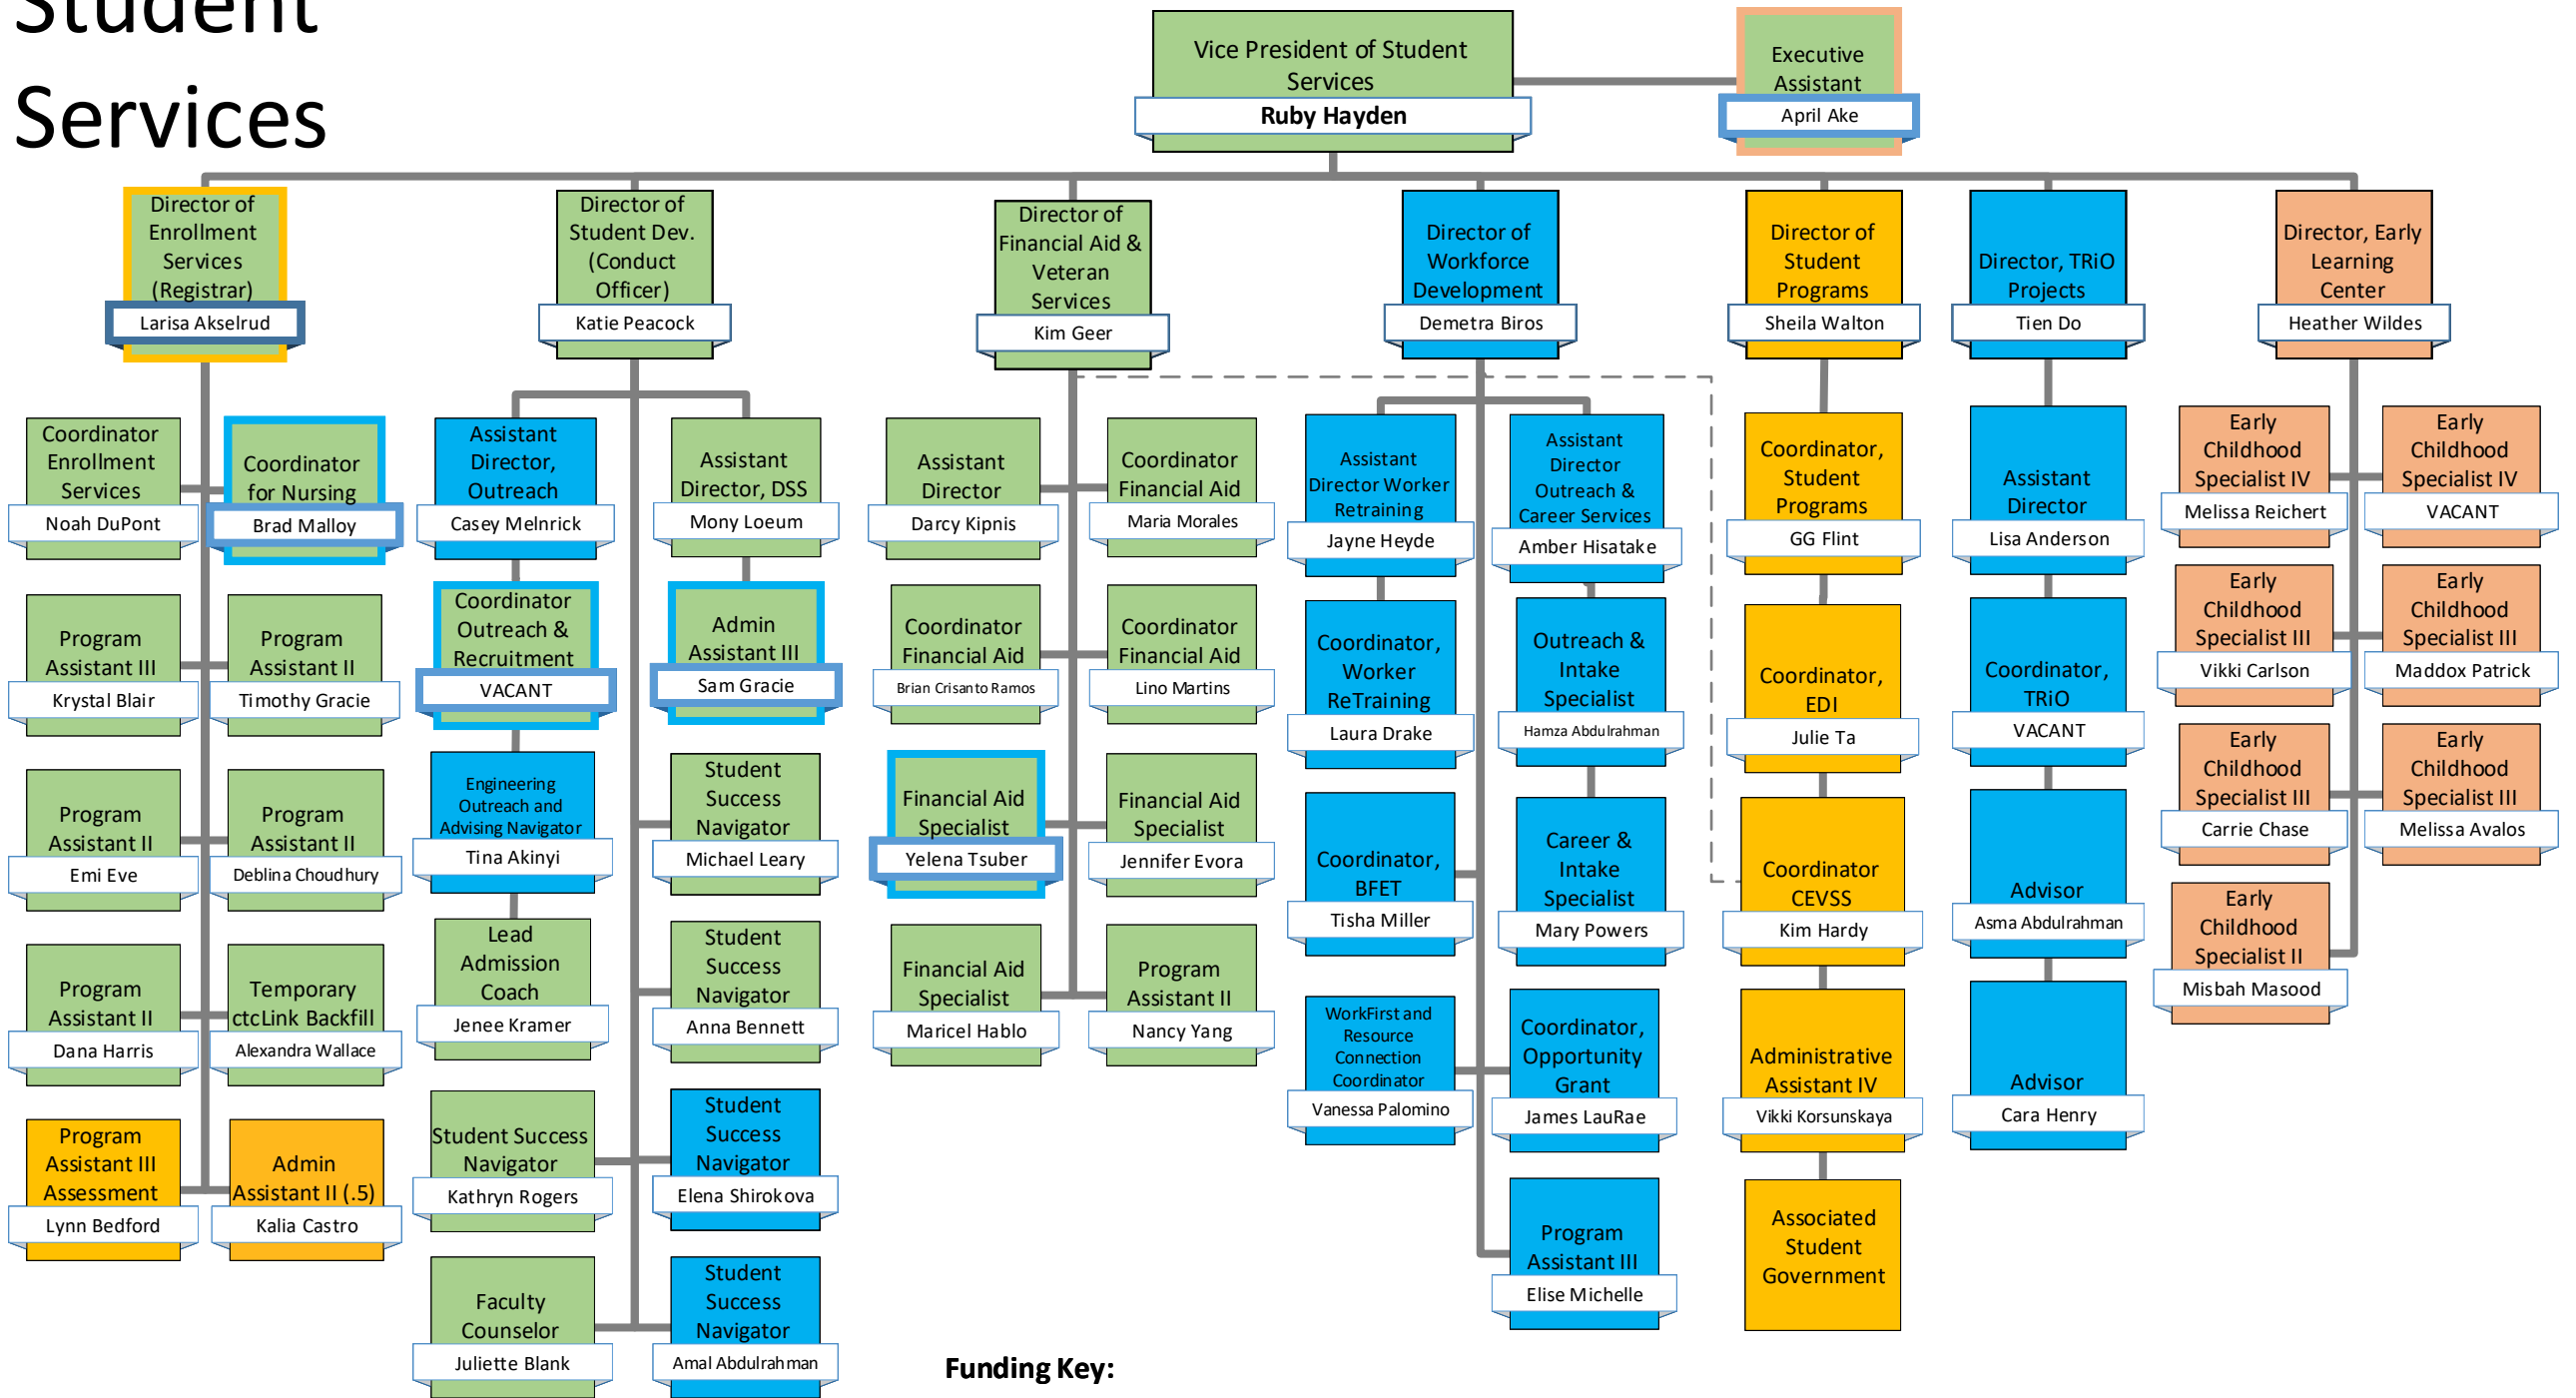 Student
Services
Vice President of Student
Services
Ruby Hayden
Executive
Assistant
April Ake
Director of
Enrollment
Services
(Registrar)
Larisa Akselrud
Director of
Student Dev.
(Conduct
Officer)
Katie Peacock
Director of
Financial Aid &
Veteran
Services
Kim Geer
Director of
Workforce
Development
Demetra Biros
Director of
Student
Programs
Sheila Walton
Director, TRiO
Projects
Tien Do
Director, Early
Learning
Center
Heather Wildes
Coordinator
Enrollment
Services
Noah DuPont
Coordinator
for Nursing
Brad Malloy
Program
Assistant III
Krystal Blair
Program
Assistant II
Timothy Gracie
Program
Assistant II
Emi Eve
Program
Assistant II
Deblina Choudhury
Program
Assistant II
Dana Harris
Temporary
ctcLink Backfill
Alexandra Wallace
Program
Assistant III
Assessment
Lynn Bedford
Admin
Assistant II (.5)
Kalia Castro
Assistant
Director,
Outreach
Casey Melnrick
Assistant
Director, DSS
Mony Loeum
Coordinator
Outreach &
Recruitment
VACANT
Admin
Assistant III
Sam Gracie
Engineering
Outreach and
Advising Navigator
Tina Akinyi
Student
Success
Navigator
Michael Leary
Lead
Admission
Coach
Jenee Kramer
Student
Success
Navigator
Anna Bennett
Student Success
Navigator
Kathryn Rogers
Student
Success
Navigator
Elena Shirokova
Faculty
Counselor
Juliette Blank
Student
Success
Navigator
Amal Abdulrahman
Assistant
Director
Darcy Kipnis
Coordinator
Financial Aid
Maria Morales
Coordinator
Financial Aid
Brian Crisanto Ramos
Coordinator
Financial Aid
Lino Martins
Financial Aid
Specialist
Yelena Tsuber
Financial Aid
Specialist
Jennifer Evora
Financial Aid
Specialist
Maricel Hablo
Program
Assistant II
Nancy Yang
Assistant
Director Worker
Retraining
Jayne Heyde
Assistant
Director
Outreach &
Career Services
Amber Hisatake
Coordinator,
Worker
ReTraining
Laura Drake
Outreach &
Intake
Specialist
Hamza Abdulrahman
Coordinator,
BFET
Tisha Miller
Career &
Intake
Specialist
Mary Powers
WorkFirst and
Resource
Connection
Coordinator
Vanessa Palomino
Coordinator,
Opportunity
Grant
James LauRae
Program
Assistant III
Elise Michelle
Coordinator,
Student
Programs
GG Flint
Coordinator,
EDI
Julie Ta
Coordinator
CEVSS
Kim Hardy
Administrative
Assistant IV
Vikki Korsunskaya
Associated
Student
Government
Assistant
Director
Lisa Anderson
Coordinator,
TRiO
VACANT
Advisor
Asma Abdulrahman
Advisor
Cara Henry
Early
Childhood
Specialist IV
Melissa Reichert
Early
Childhood
Specialist IV
VACANT
Early
Childhood
Specialist III
Vikki Carlson
Early
Childhood
Specialist III
Maddox Patrick
Early
Childhood
Specialist III
Carrie Chase
Early
Childhood
Specialist III
Melissa Avalos
Early
Childhood
Specialist II
Misbah Masood
Funding Key: